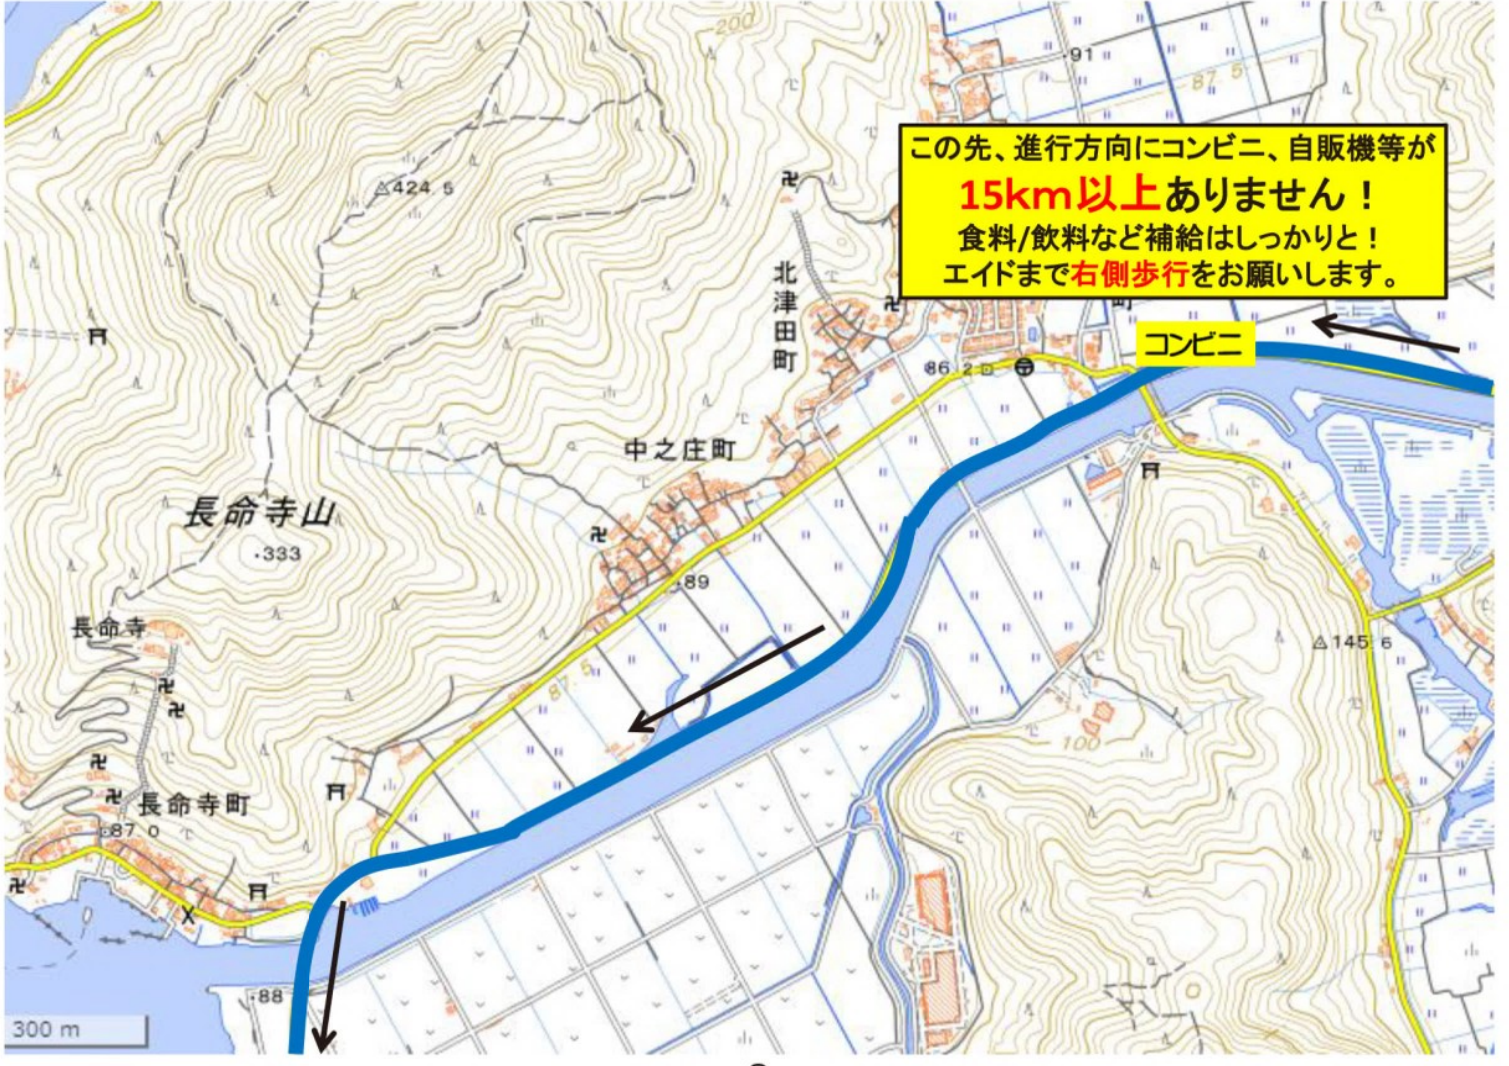 200
91
87.5
この先、進行方向にコンビニ、自販機等が
15km以上ありません！
食料/飲料など補給はしっかりと！
エイドまで右側歩行をお願いします。
424.5
北津田町
町
コンビニ
86.2
中之庄町
長命寺山
333
89
長命寺
145.6
87.5
100
長命寺町
87.0
88
300 m